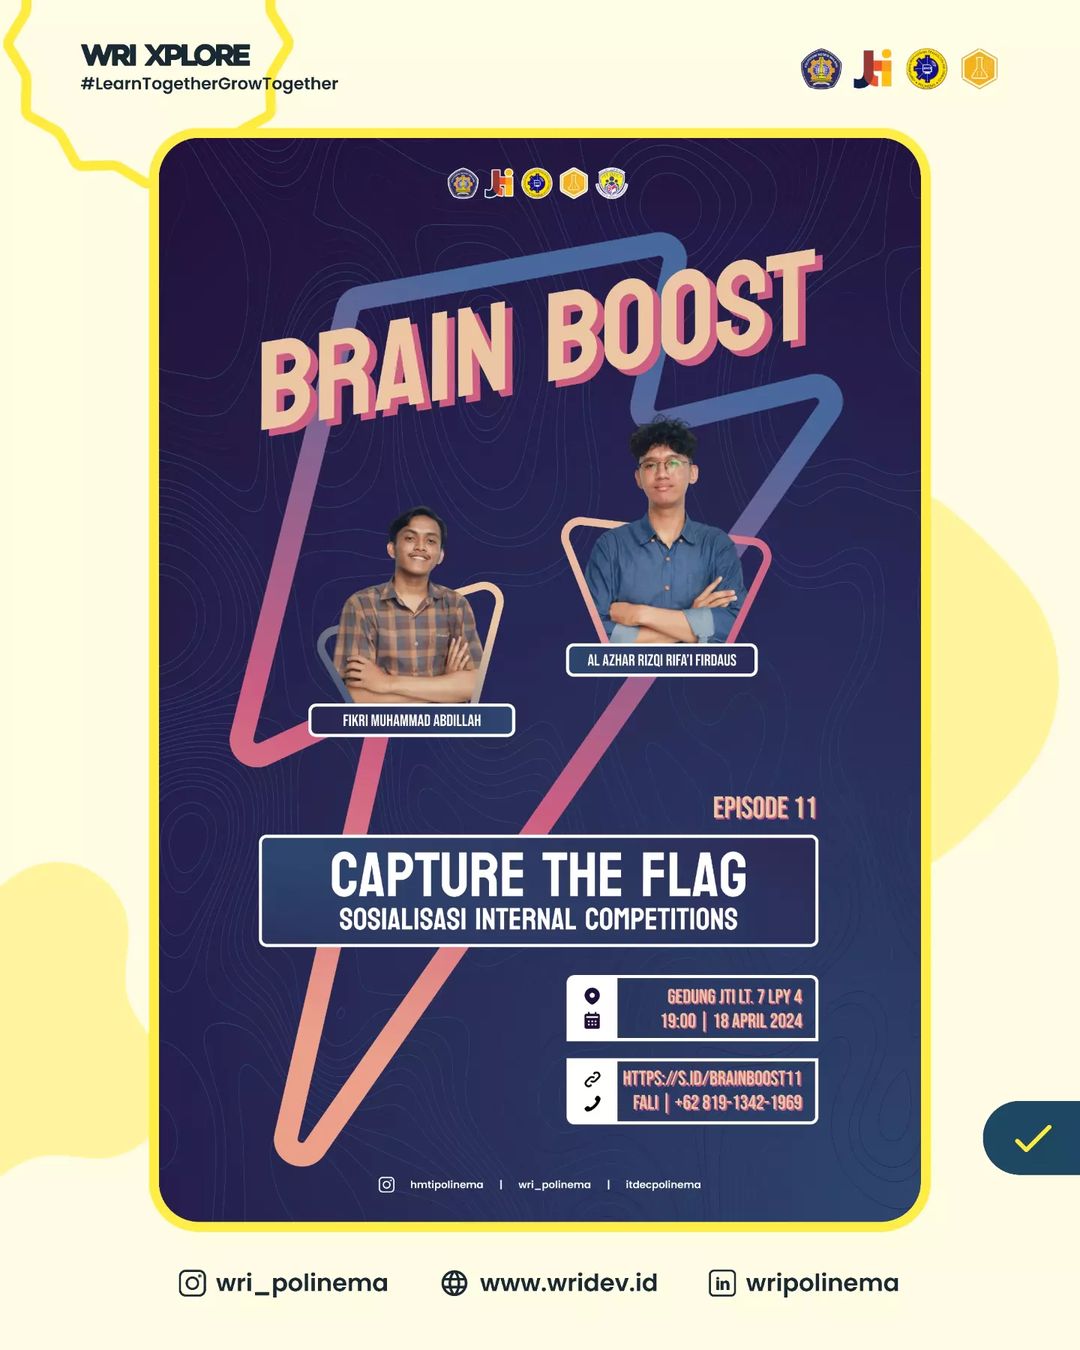 WRI XPLORE
#LearnTogetherGrowTogether
BRAIN BOOST
AL AZHAR RIZQI RIFA'I FIRDAUS
FIKRI MUHAMMAD ABDILLAH
EPISODE 11
CAPTURE THE FLAG
SOSIALISASI INTERNAL COMPETITIONS
GEDUNG JTI LT. 7 LPY 4
19:00 | 18 APRIL 2024
HTTPS://S.ID/BRAINBOOST11
FALI | +62 819-1342-1969
hmtipolinema | wri_polinema | itdecpolinema
wri_polinema www.wridev.id wripolinema